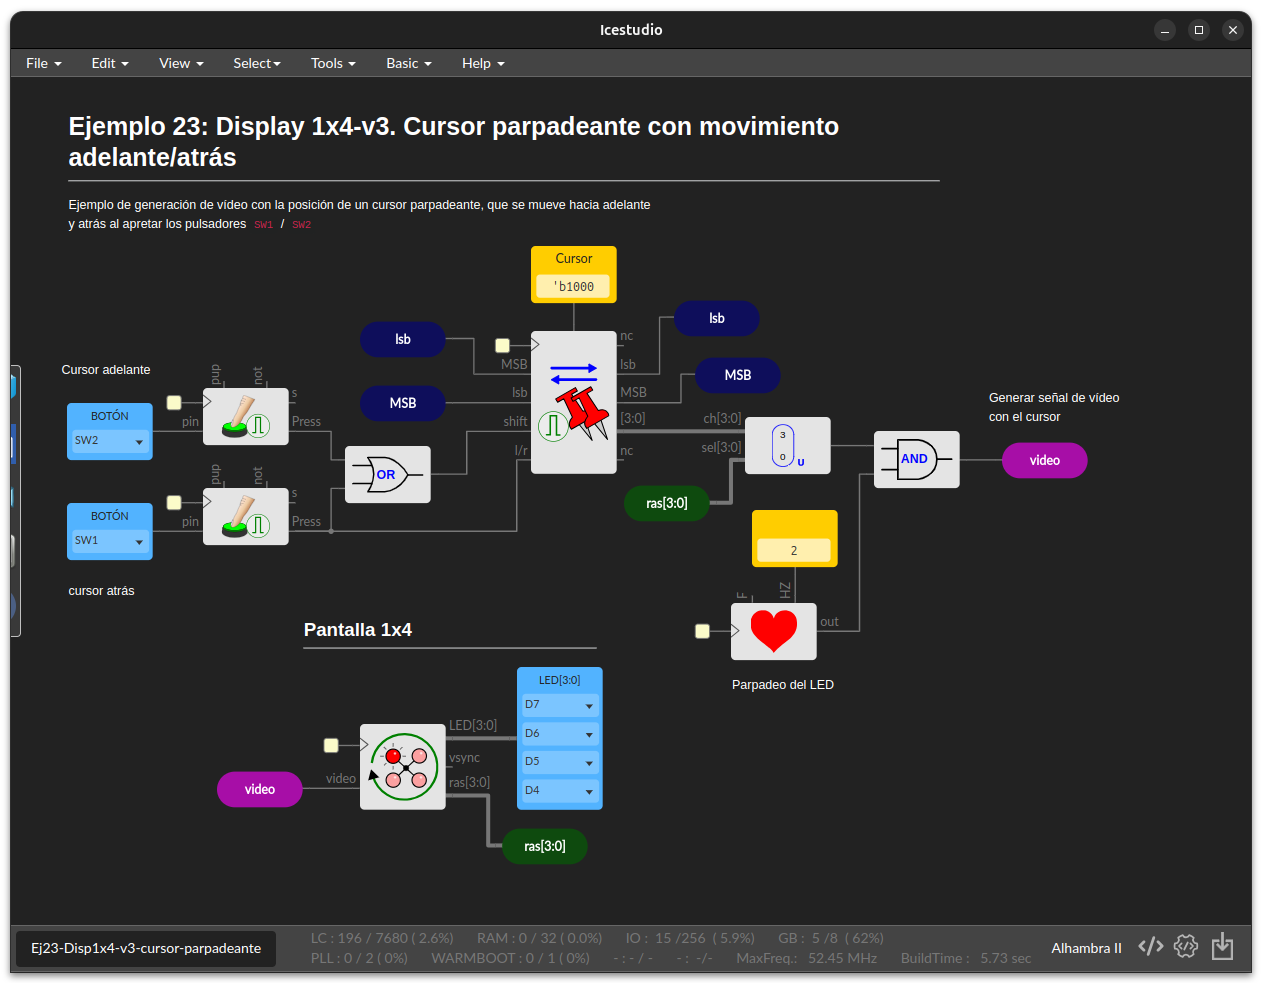 Icestudio
File Edit View Select Tools Basic Help
Ejemplo 23: Display 1x4-v3. Cursor parpadeante con movimiento
adelante/atrás
Ejemplo de generación de vídeo con la posición de un cursor parpadeante, que se mueve hacia adelante
y atrás al apretar los pulsadores SW1 / SW2
Cursor
'b1000
lsb
MSB
MSB
lsb
shift
l/r
nc
lsb
MSB
[3:0]
nc
lsb
MSB
Cursor adelante
BOTÓN
SW2
pin
pup
not
s
Press
BOTÓN
SW1
pin
pup
not
s
Press
cursor atrás
OR
ch[3:0]
sel[3:0]
3
0
U
ras[3:0]
AND
Generar señal de vídeo
con el cursor
video
2
F
HZ
out
Parpadeo del LED
Pantalla 1x4
video
video
LED[3:0]
vsync
ras[3:0]
LED[3:0]
D7
D6
D5
D4
ras[3:0]
Ej23-Disp1x4-v3-cursor-parpadeante
LC : 196 / 7680 ( 2.6%) RAM : 0 / 32 ( 0.0%) IO : 15 /256 ( 5.9%) GB : 5 /8 ( 62%)
PLL : 0 / 2 ( 0%) WARMBOOT : 0 / 1 ( 0%) - : - / - - : -/- MaxFreq.: 52.45 MHz BuildTime : 5.73 sec
Alhambra II